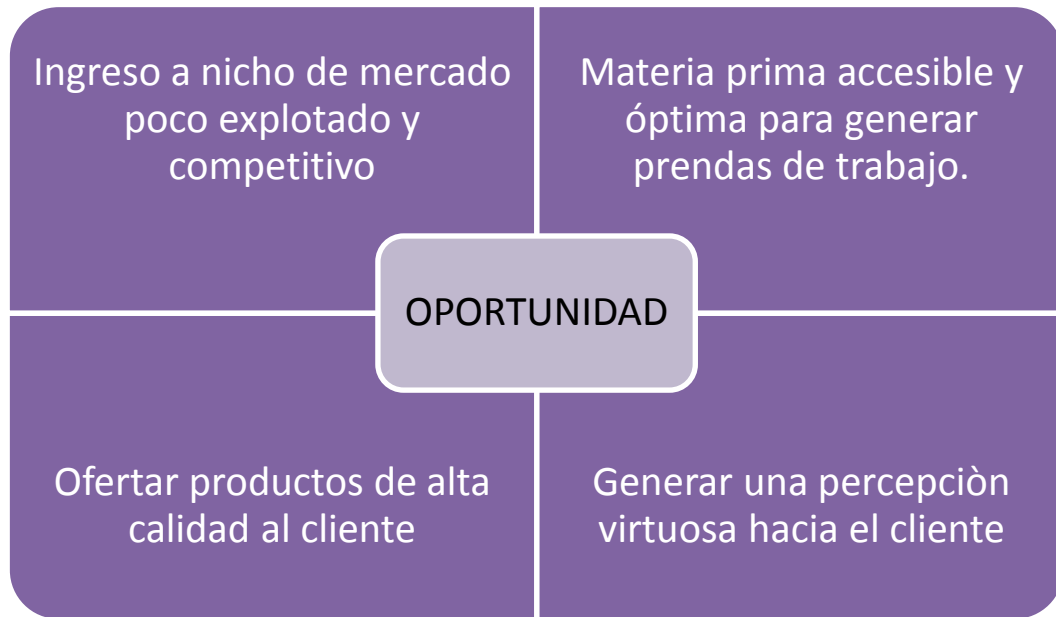 Ingreso a nicho de mercado
poco explotado y
competitivo
Materia prima accesible y
óptima para generar
prendas de trabajo.
OPORTUNIDAD
Ofertar productos de alta
calidad al cliente
Generar una percepciòn
virtuosa hacia el cliente